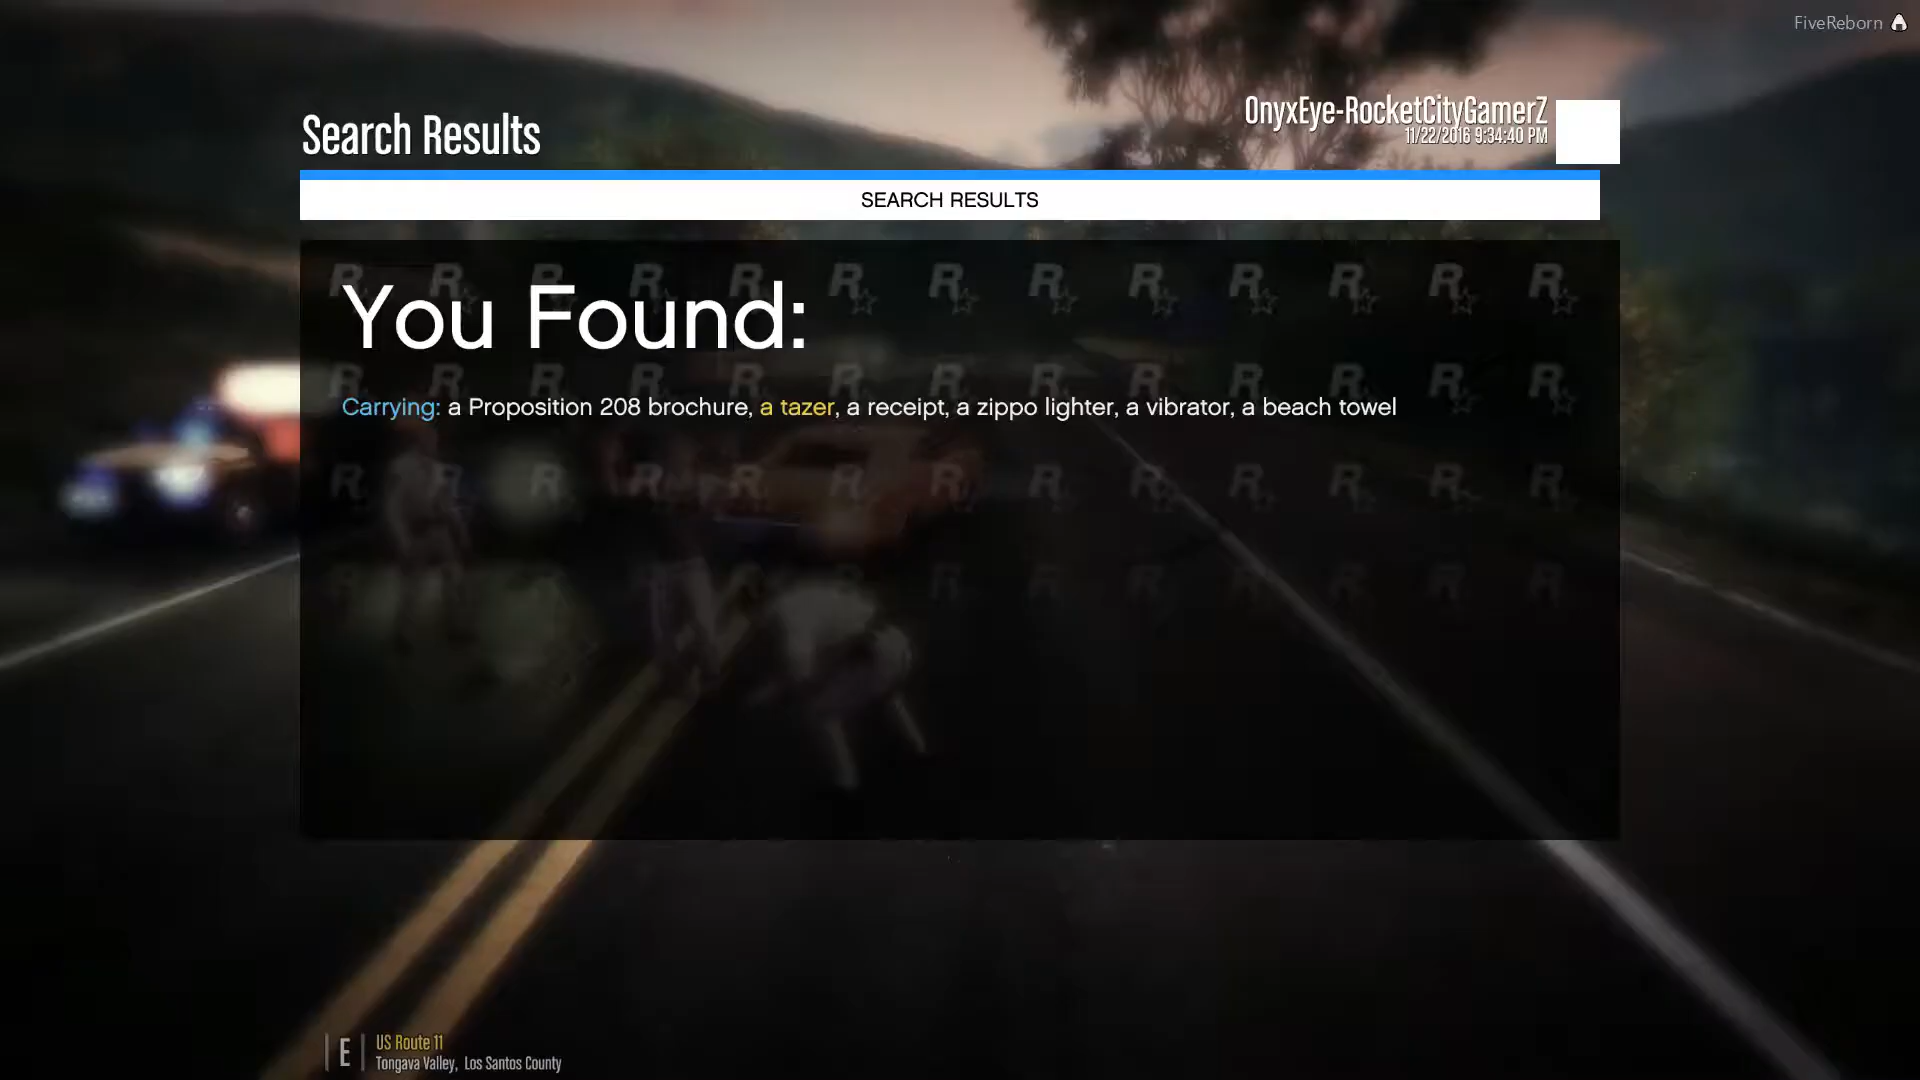 FiveReborn
OnyxEye-RocketCityGamerZ
Search Results
11/22/2016 9:34:40 PM
SEARCH RESULTS
You Found:
Carrying: a Proposition 208 brochure, a tazer, a receipt, a zippo lighter, a vibrator, a beach towel
E
US Route 11
Tongava Valley, Los Santos County